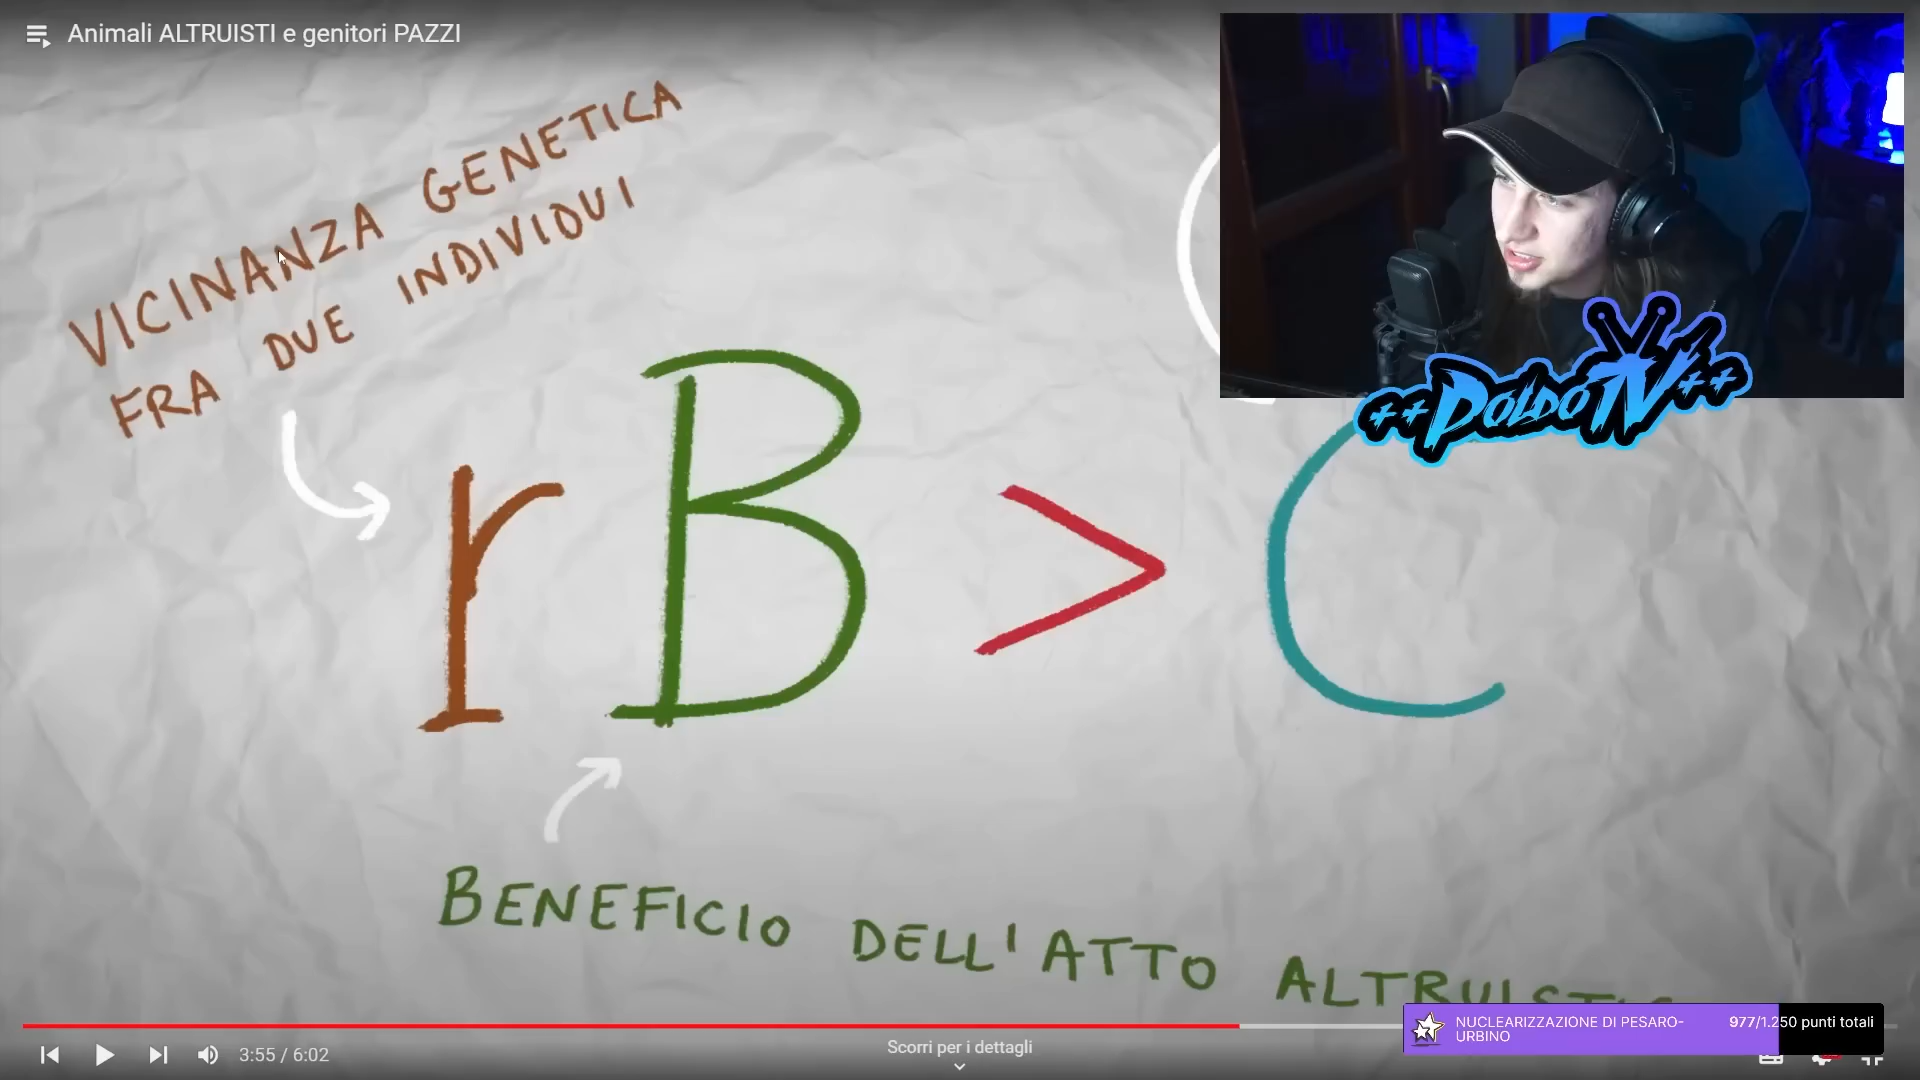 Animali ALTRUISTI e genitori PAZZI
VICINANZA GENETICA
FRA DUE INDIVIDUI
r B > C
++DOLDOTV++
BENEFICIO DELL'ATTO ALTRUISTICO
NUCLEARIZZAZIONE DI PESARO-
URBINO
977/1.250 punti totali
3:55 / 6:02
Scorri per i dettagli